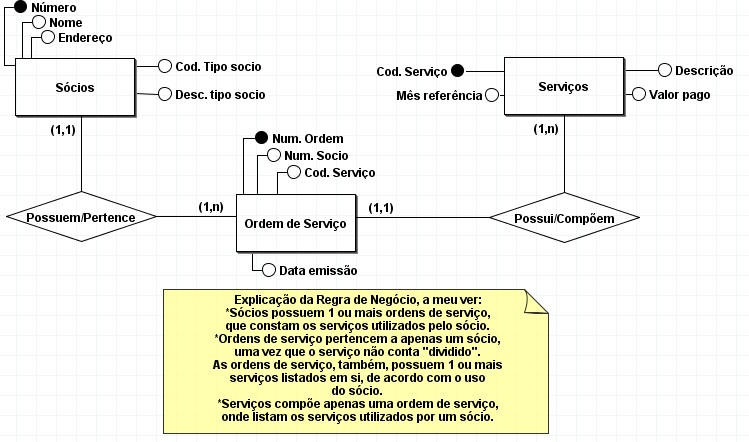 Número
Nome
Endereço
Sócios
Cod. Tipo socio
Desc. tipo socio
Cod. Serviço
Mês referência
Serviços
Descrição
Valor pago
(1,1)
(1,n)
Num. Ordem
Num. Socio
Cod. Serviço
Possuem/Pertence
(1,n)
Ordem de Serviço
(1,1)
Possui/Compõem
Data emissão
Explicação da Regra de Negócio, a meu ver:
*Sócios possuem 1 ou mais ordens de serviço,
que constam os serviços utilizados pelo sócio.
*Ordens de serviço pertencem a apenas um sócio,
uma vez que o serviço não conta "dividido".
As ordens de serviço, também, possuem 1 ou mais
serviços listados em si, de acordo com o uso
do sócio.
*Serviços compõe apenas uma ordem de serviço,
onde listam os serviços utilizados por um sócio.